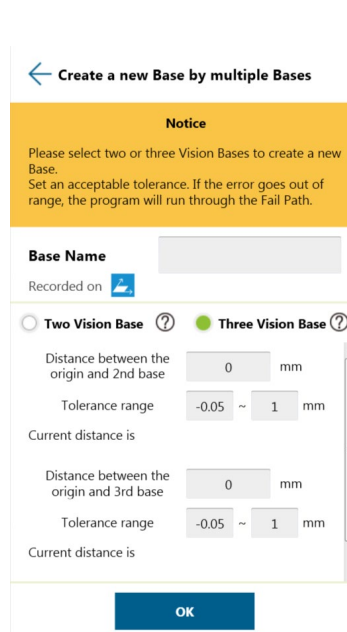 Create a new Base by multiple Bases
Notice
Please select two or three Vision Bases to create a new
Base.
Set an acceptable tolerance. If the error goes out of
range, the program will run through the Fail Path.
Base Name
Recorded on
Two Vision Base ?
Three Vision Base ?
Distance between the
origin and 2nd base
0 mm
Tolerance range -0.05 ~ 1 mm
Current distance is
Distance between the
origin and 3rd base
0 mm
Tolerance range -0.05 ~ 1 mm
Current distance is
OK